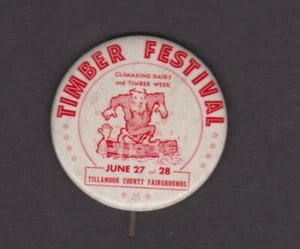 TIMBER FESTIVAL
CLIMAXING DAIRY
and TIMBER WEEK
JUNE 27 and 28
TILLAMOOK COUNTY FAIRGROUNDS